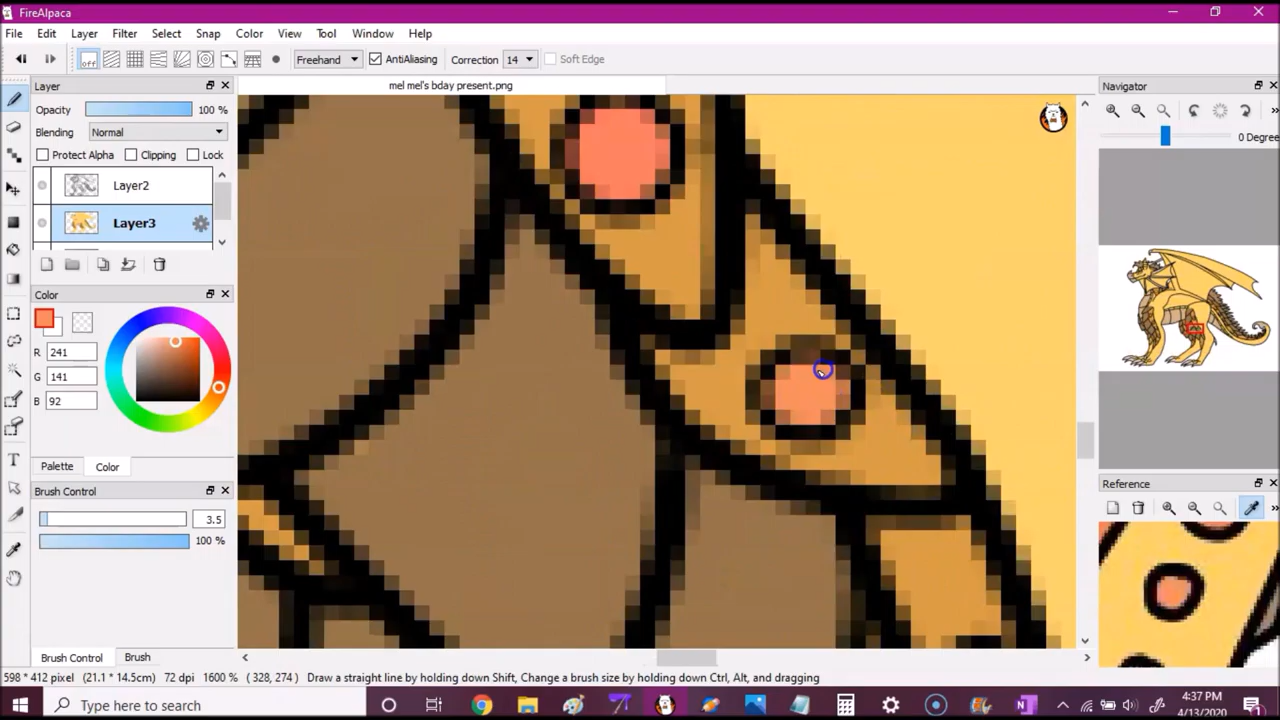 FireAlpaca
File Edit Layer Filter Select Snap Color View Tool Window Help
off Freehand AntiAliasing Correction 14 Soft Edge
Layer
mel mel's bday present.png
Navigator
Opacity 100 %
0 Degree
Blending Normal
Protect Alpha Clipping Lock
Layer2
Layer3
Color
R 241
G 141
B 92
Palette Color
Reference
Brush Control
3.5
100 %
Brush Control Brush
598 * 412 pixel (21.1 * 14.5cm) 72 dpi 1600 % ( 328, 274 ) Draw a straight line by holding down Shift, Change a brush size by holding down Ctrl, Alt, and dragging
Type here to search
4:37 PM
4/13/2020